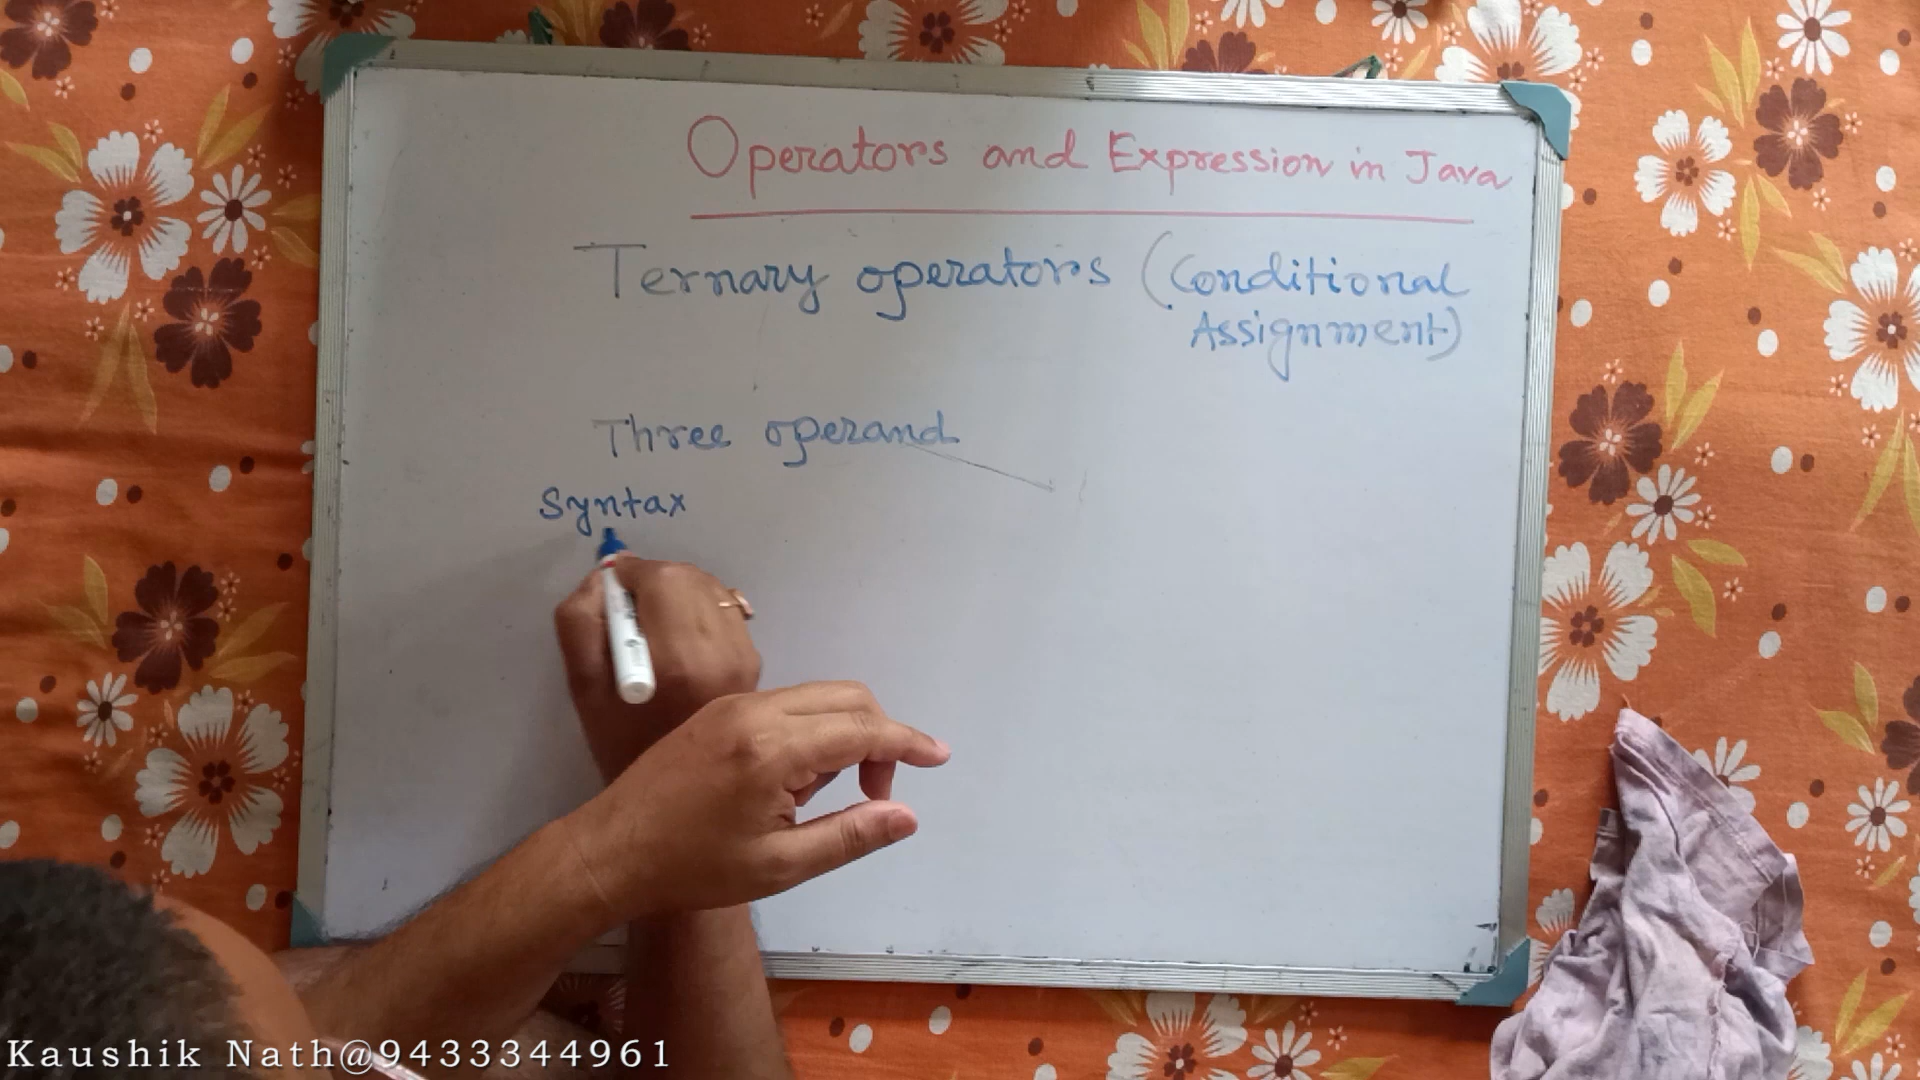 Operators and Expression in Java
Ternary operators (Conditional
Assignment)
Three operand
Syntax
Kaushik Nath@9433344961